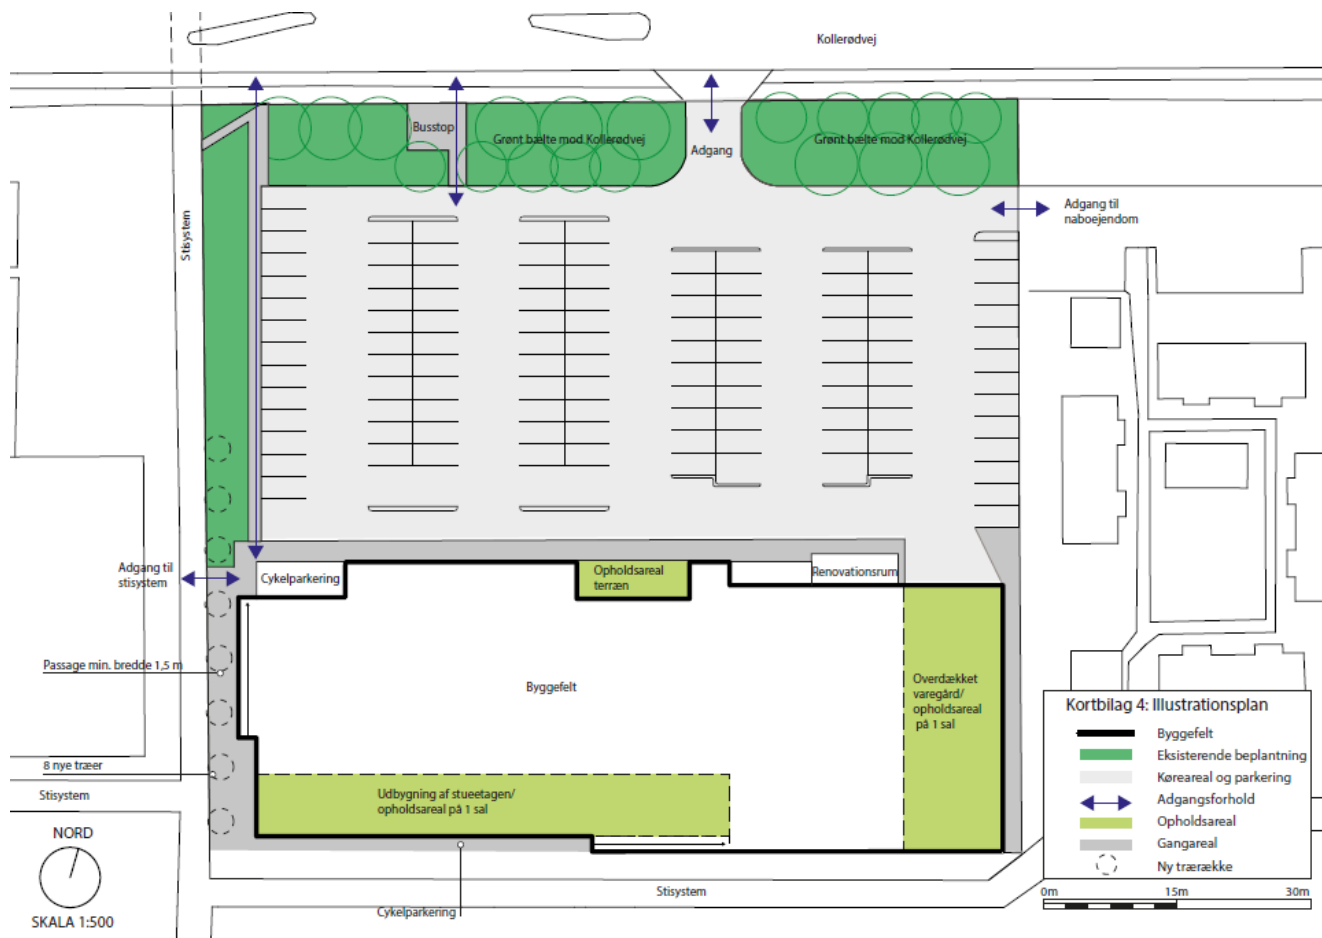 Kollerødvej
Busstop
Grønt bælte mod Kollerødvej
Adgang
Grønt bælte mod Kollerødvej
Stisystem
Adgang til
naboejendom
Adgang til
stisystem
Cykelparkering
Opholdsareal
terræn
Renovationsrum
Passage min. bredde 1,5 m
Byggefelt
Overdækket
varegård/
opholdsareal
på 1 sal
8 nye træer
Stisystem
Udbygning af stueetagen/
opholdsareal på 1 sal
NORD
SKALA 1:500
Stisystem
Cykelparkering
Kortbilag 4: Illustrationsplan
Byggefelt
Eksisterende beplantning
Køreareal og parkering
Adgangsforhold
Opholdsareal
Gangareal
Ny trærække
0m 15m 30m